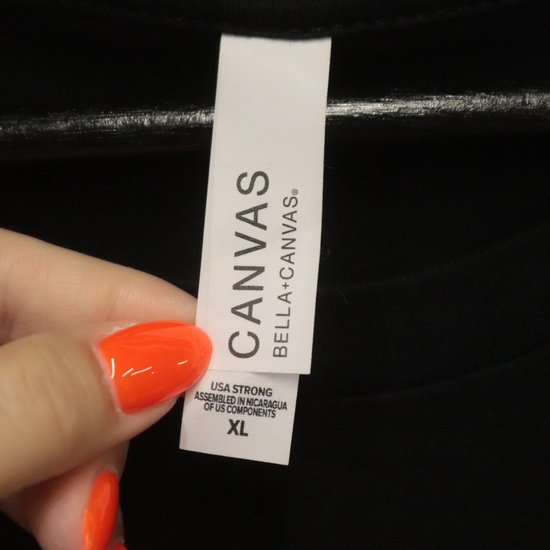 CANVAS
BELLA+CANVAS®
USA STRONG
ASSEMBLED IN NICARAGUA
OF US COMPONENTS
XL